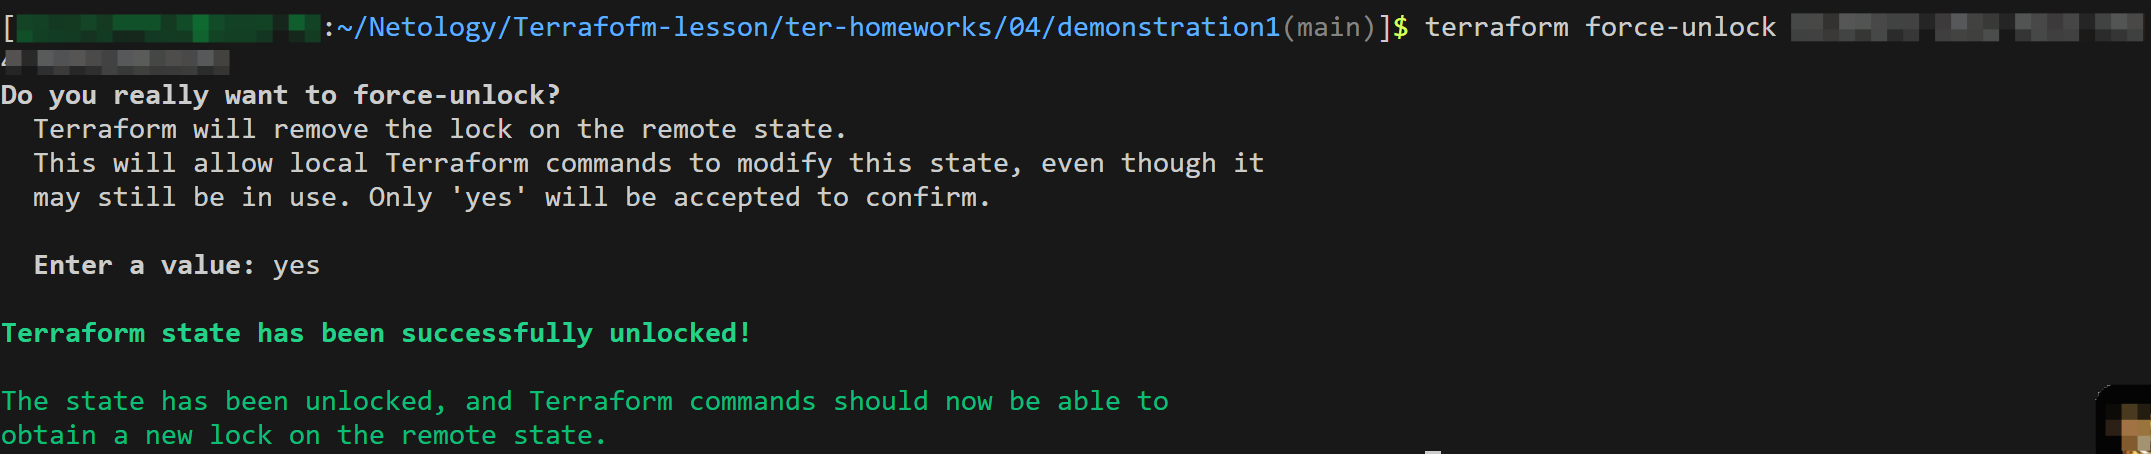 [:~/Netology/Terrafofm-lesson/ter-homeworks/04/demonstration1(main)]$ terraform force-unlock
Do you really want to force-unlock?
Terraform will remove the lock on the remote state.
This will allow local Terraform commands to modify this state, even though it
may still be in use. Only 'yes' will be accepted to confirm.
Enter a value: yes
Terraform state has been successfully unlocked!
The state has been unlocked, and Terraform commands should now be able to
obtain a new lock on the remote state.